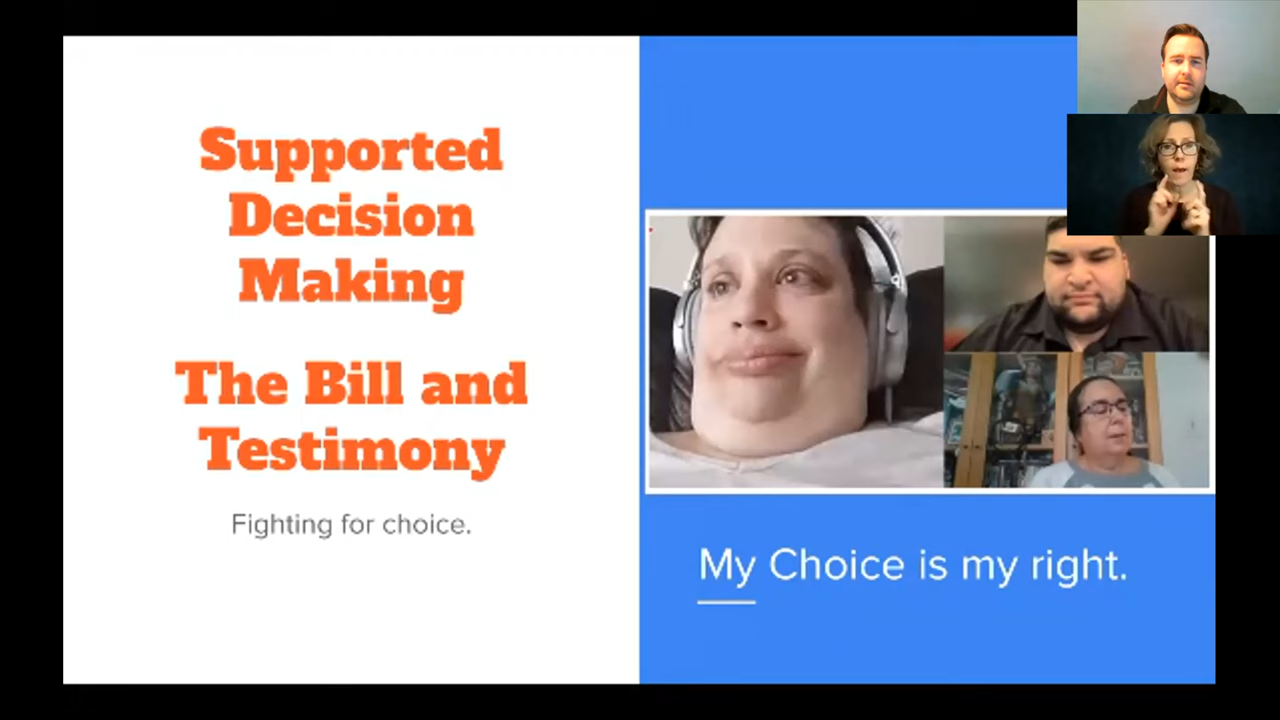 Supported
Decision
Making
The Bill and
Testimony
Fighting for choice.
My Choice is my right.